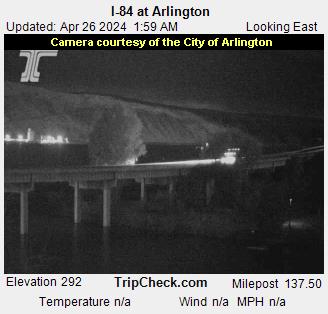 I-84 at Arlington
Updated: Apr 26 2024 1:59 AM Looking East
Camera courtesy of the City of Arlington
Elevation 292 TripCheck.com Milepost 137.50
Temperature n/a Wind n/a MPH n/a